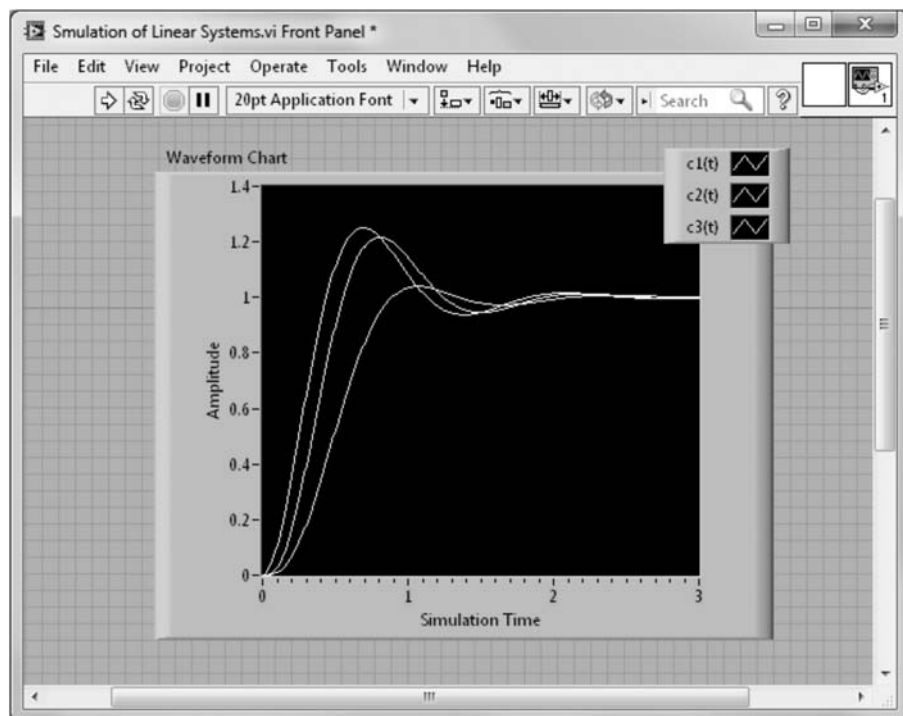 Smulation of Linear Systems.vi Front Panel *
File Edit View Project Operate Tools Window Help
20pt Application Font Search ? 1
Waveform Chart
c1(t)
c2(t)
c3(t)
1.4
1.2
1
0.8
0.6
0.4
0.2
0
Amplitude
0 1 2 3
Simulation Time